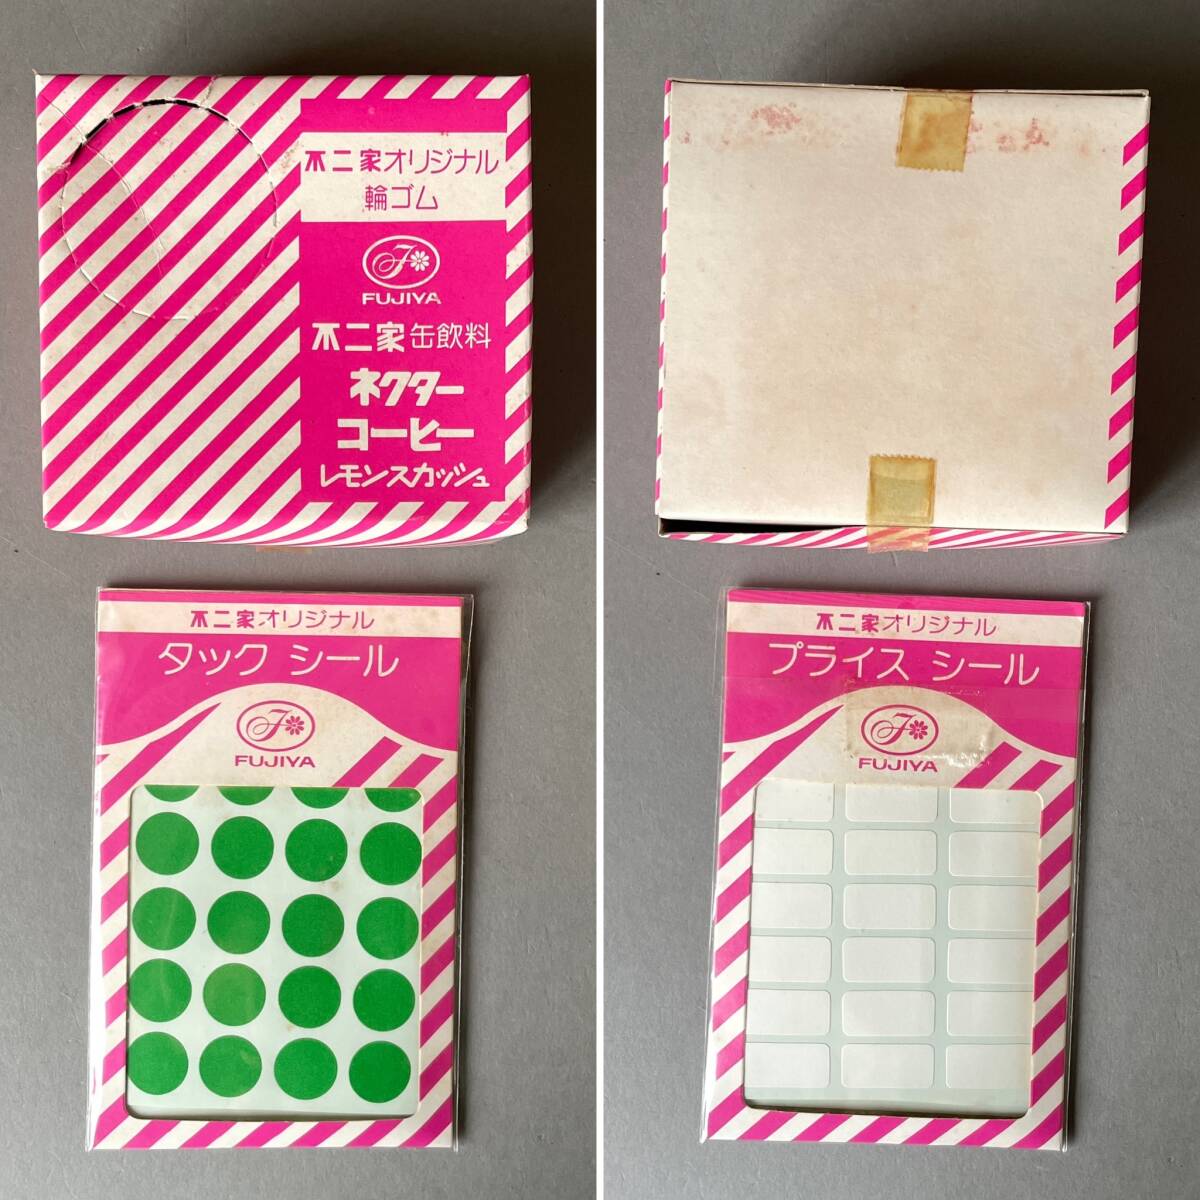 不二家オリジナル
輪ゴム
F
FUJIYA
不二家缶飲料
ネクター
コーヒー
レモンスカッシュ
不二家オリジナル
タック シール
F
FUJIYA
不二家オリジナル
プライス シール
F
FUJIYA